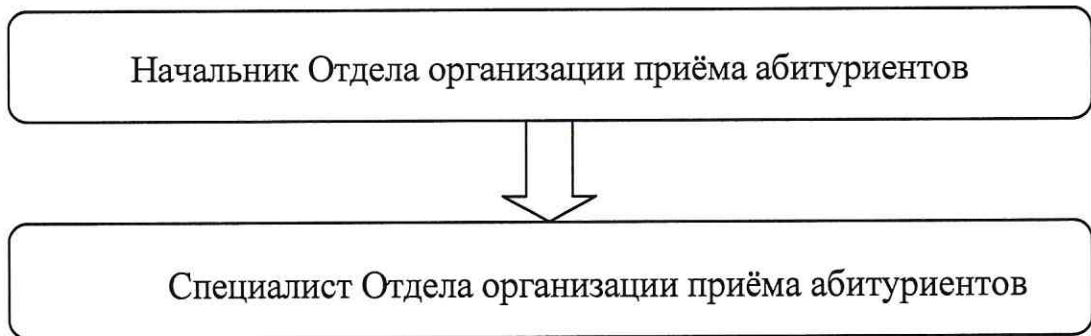 Начальник Отдела организации приёма абитуриентов
Специалист Отдела организации приёма абитуриентов